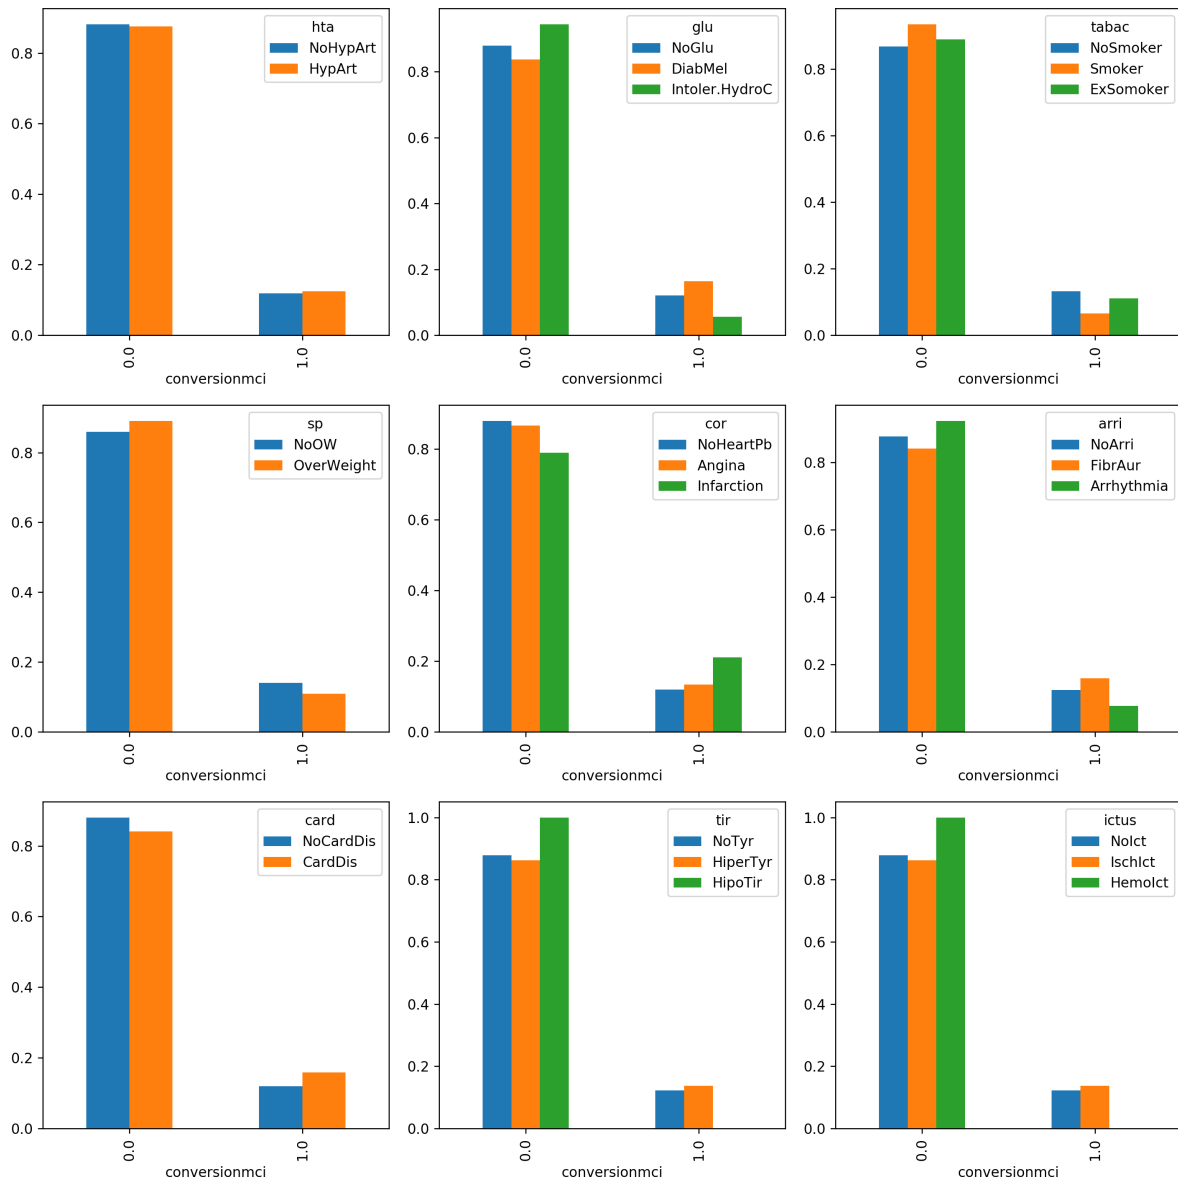 hta
NoHypArt
HypArt
0.8
0.6
0.4
0.2
0.0
0.0
1.0
conversionmci
glu
NoGlu
DiabMel
Intoler.HydroC
0.8
0.6
0.4
0.2
0.0
0.0
1.0
conversionmci
tabac
NoSmoker
Smoker
ExSomoker
0.8
0.6
0.4
0.2
0.0
0.0
1.0
conversionmci
sp
NoOW
OverWeight
0.8
0.6
0.4
0.2
0.0
0.0
1.0
conversionmci
cor
NoHeartPb
Angina
Infarction
0.8
0.6
0.4
0.2
0.0
0.0
1.0
conversionmci
arri
NoArri
FibrAur
Arrhythmia
0.8
0.6
0.4
0.2
0.0
0.0
1.0
conversionmci
card
NoCardDis
CardDis
0.8
0.6
0.4
0.2
0.0
0.0
1.0
conversionmci
tir
NoTyr
HiperTyr
HipoTir
1.0
0.8
0.6
0.4
0.2
0.0
0.0
1.0
conversionmci
ictus
NoIct
IschIct
HemoIct
1.0
0.8
0.6
0.4
0.2
0.0
0.0
1.0
conversionmci